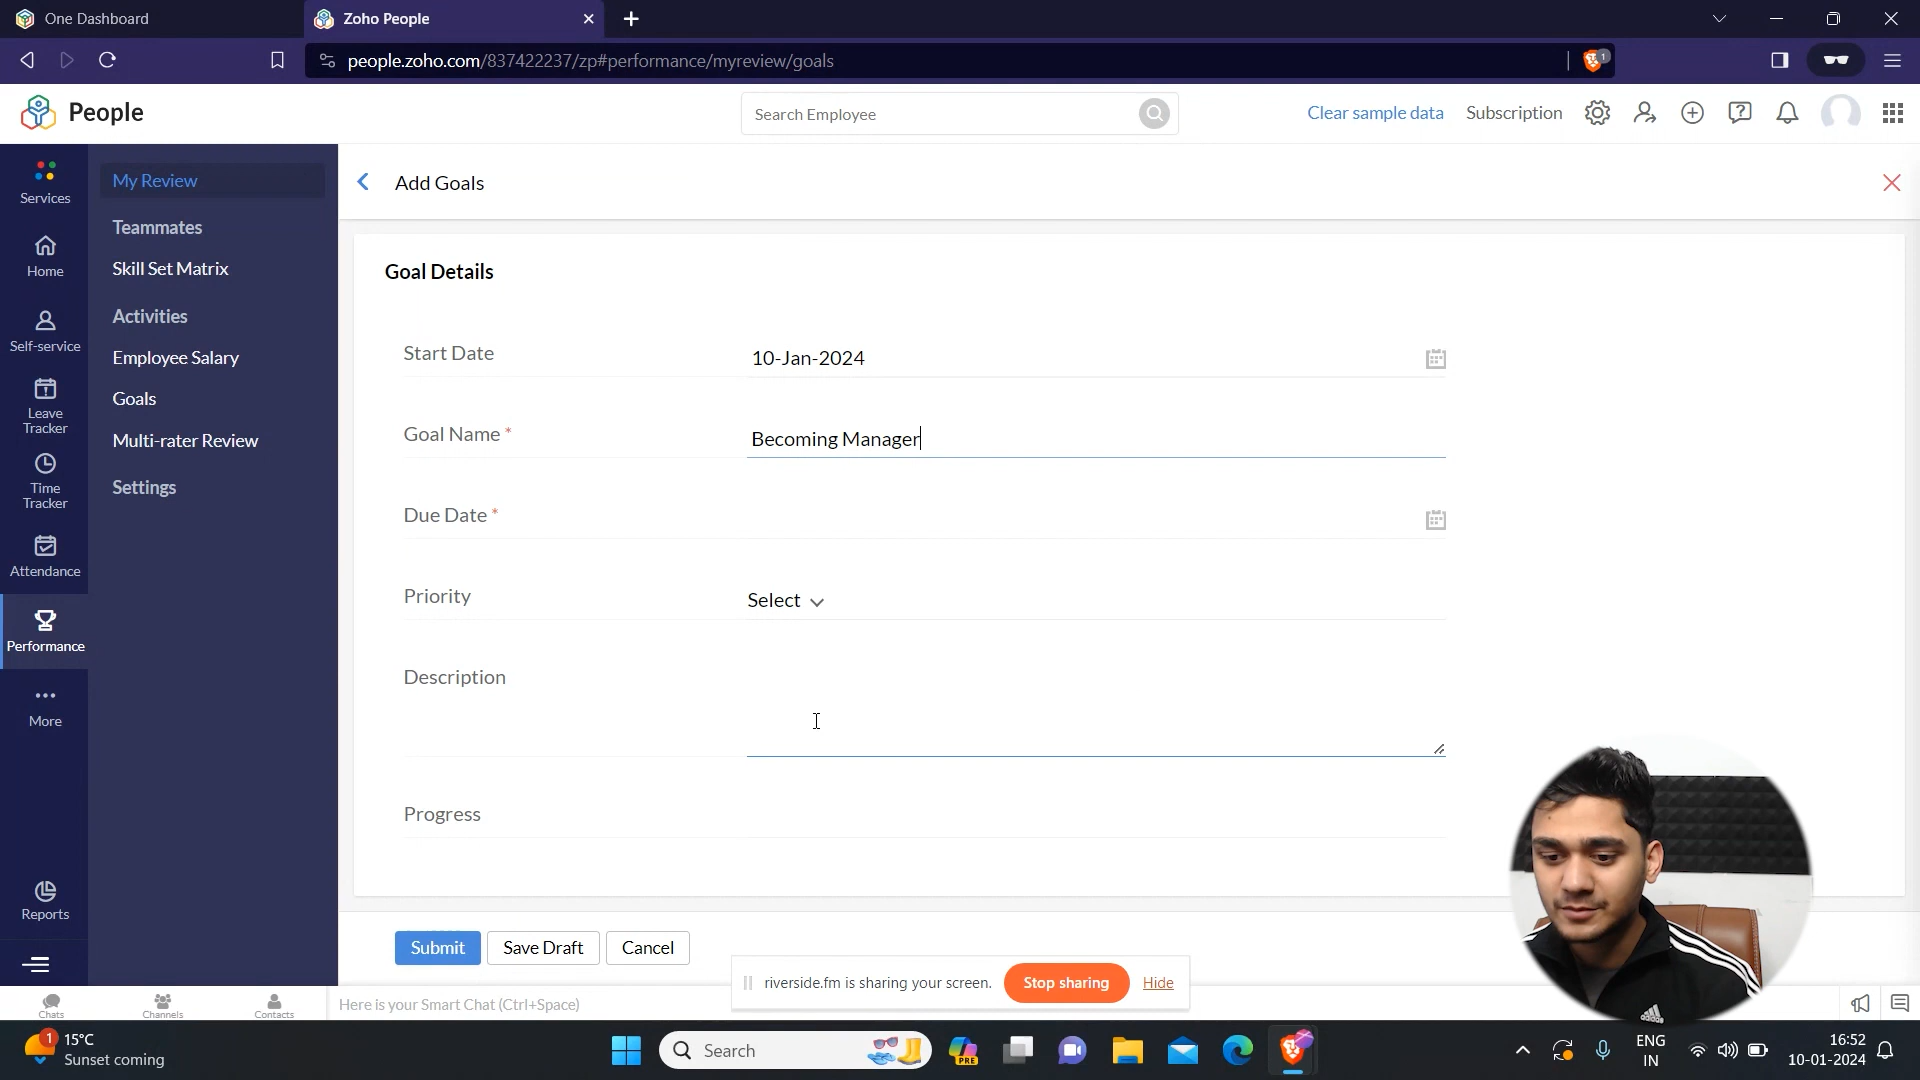 One Dashboard
Zoho People
people.zoho.com/837422237/zp#performance/myreview/goals
1
People
Search Employee
Clear sample data
Subscription
Services
Home
Self-service
Leave
Tracker
Time
Tracker
Attendance
Performance
More
Reports
My Review
Teammates
Skill Set Matrix
Activities
Employee Salary
Goals
Multi-rater Review
Settings
Add Goals
Goal Details
Start Date
10-Jan-2024
Goal Name *
Becoming Manager
Due Date *
Priority
Select
Description
Progress
Submit
Save Draft
Cancel
riverside.fm is sharing your screen.
Stop sharing
Hide
Chats
Channels
Contacts
Here is your Smart Chat (Ctrl+Space)
1
15°C
Sunset coming
Search
PRE
ENG
IN
16:52
10-01-2024